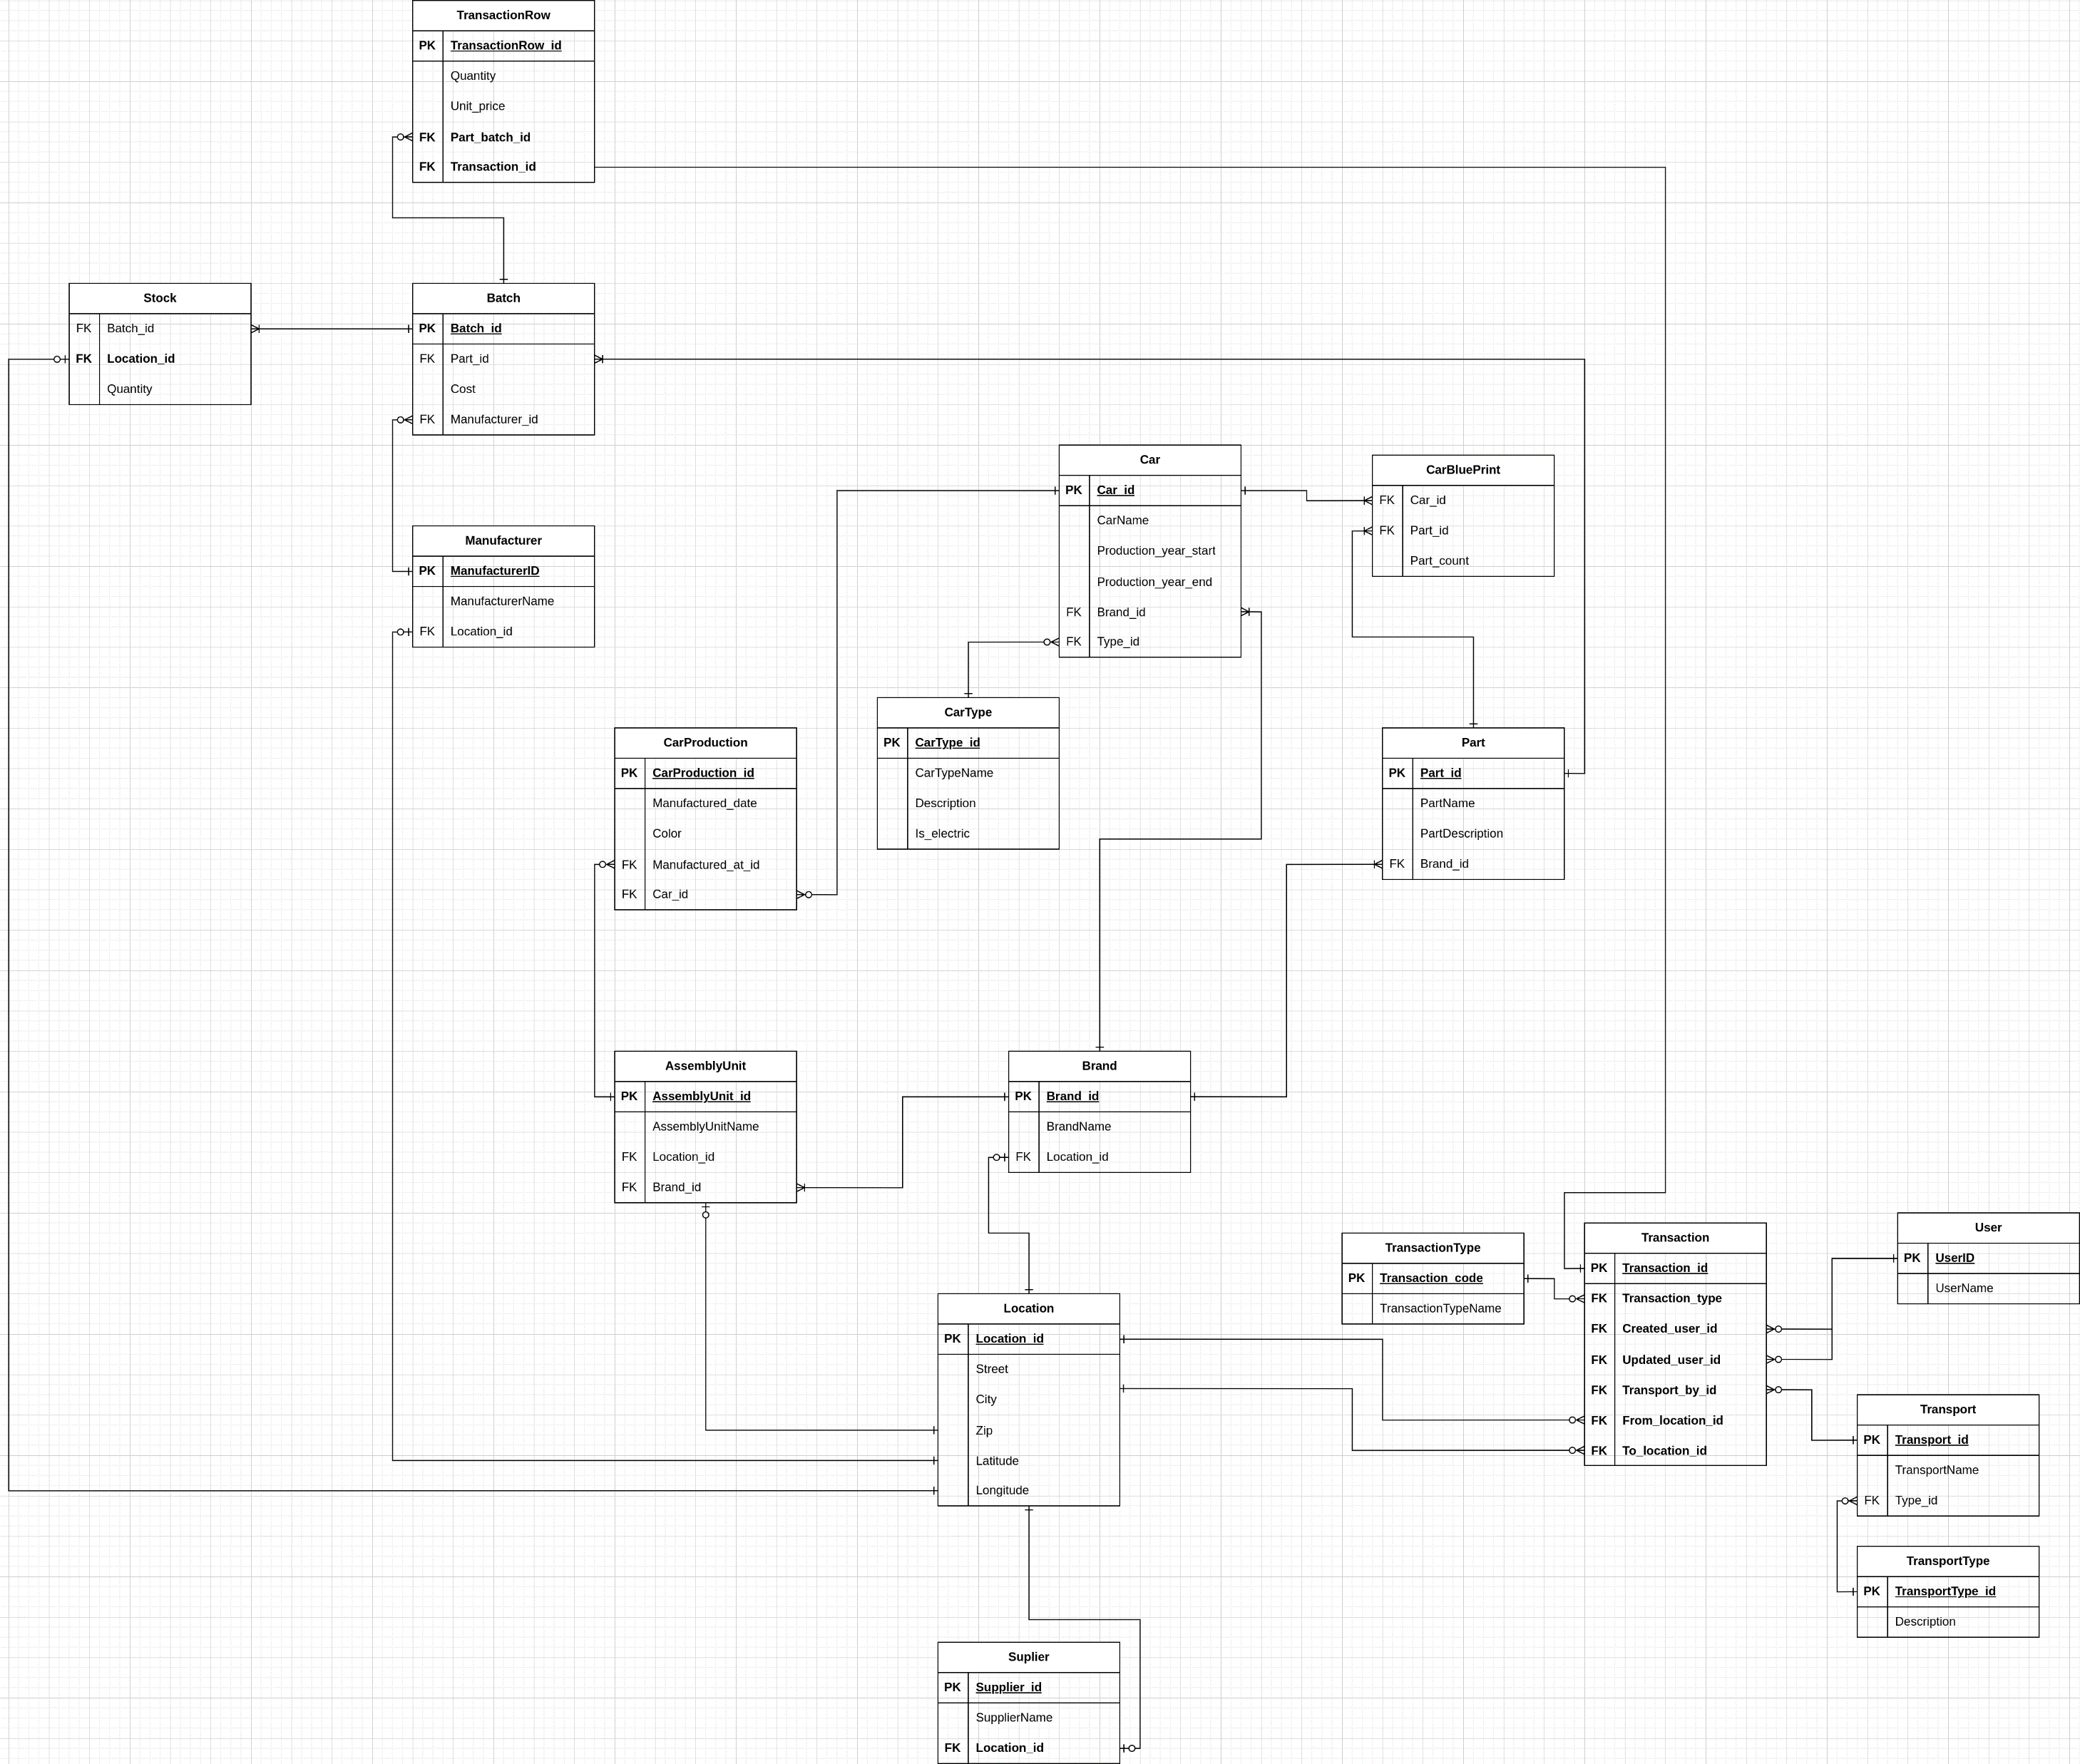 TransactionRow
PK TransactionRow_id
Quantity
Unit_price
FK Part_batch_id
FK Transaction_id
Stock
FK Batch_id
FK Location_id
Quantity
Batch
PK Batch_id
FK Part_id
Cost
FK Manufacturer_id
Car
PK Car_id
CarName
Production_year_start
Production_year_end
FK Brand_id
FK Type_id
CarBluePrint
FK Car_id
FK Part_id
Part_count
Manufacturer
PK ManufacturerID
ManufacturerName
FK Location_id
CarType
PK CarType_id
CarTypeName
Description
Is_electric
CarProduction
PK CarProduction_id
Manufactured_date
Color
FK Manufactured_at_id
FK Car_id
Part
PK Part_id
PartName
PartDescription
FK Brand_id
AssemblyUnit
PK AssemblyUnit_id
AssemblyUnitName
FK Location_id
FK Brand_id
Brand
PK Brand_id
BrandName
FK Location_id
TransactionType
PK Transaction_code
TransactionTypeName
Transaction
PK Transaction_id
FK Transaction_type
FK Created_user_id
FK Updated_user_id
FK Transport_by_id
FK From_location_id
FK To_location_id
User
PK UserID
UserName
Location
PK Location_id
Street
City
Zip
Latitude
Longitude
Transport
PK Transport_id
TransportName
FK Type_id
TransportType
PK TransportType_id
Description
Suplier
PK Supplier_id
SupplierName
FK Location_id